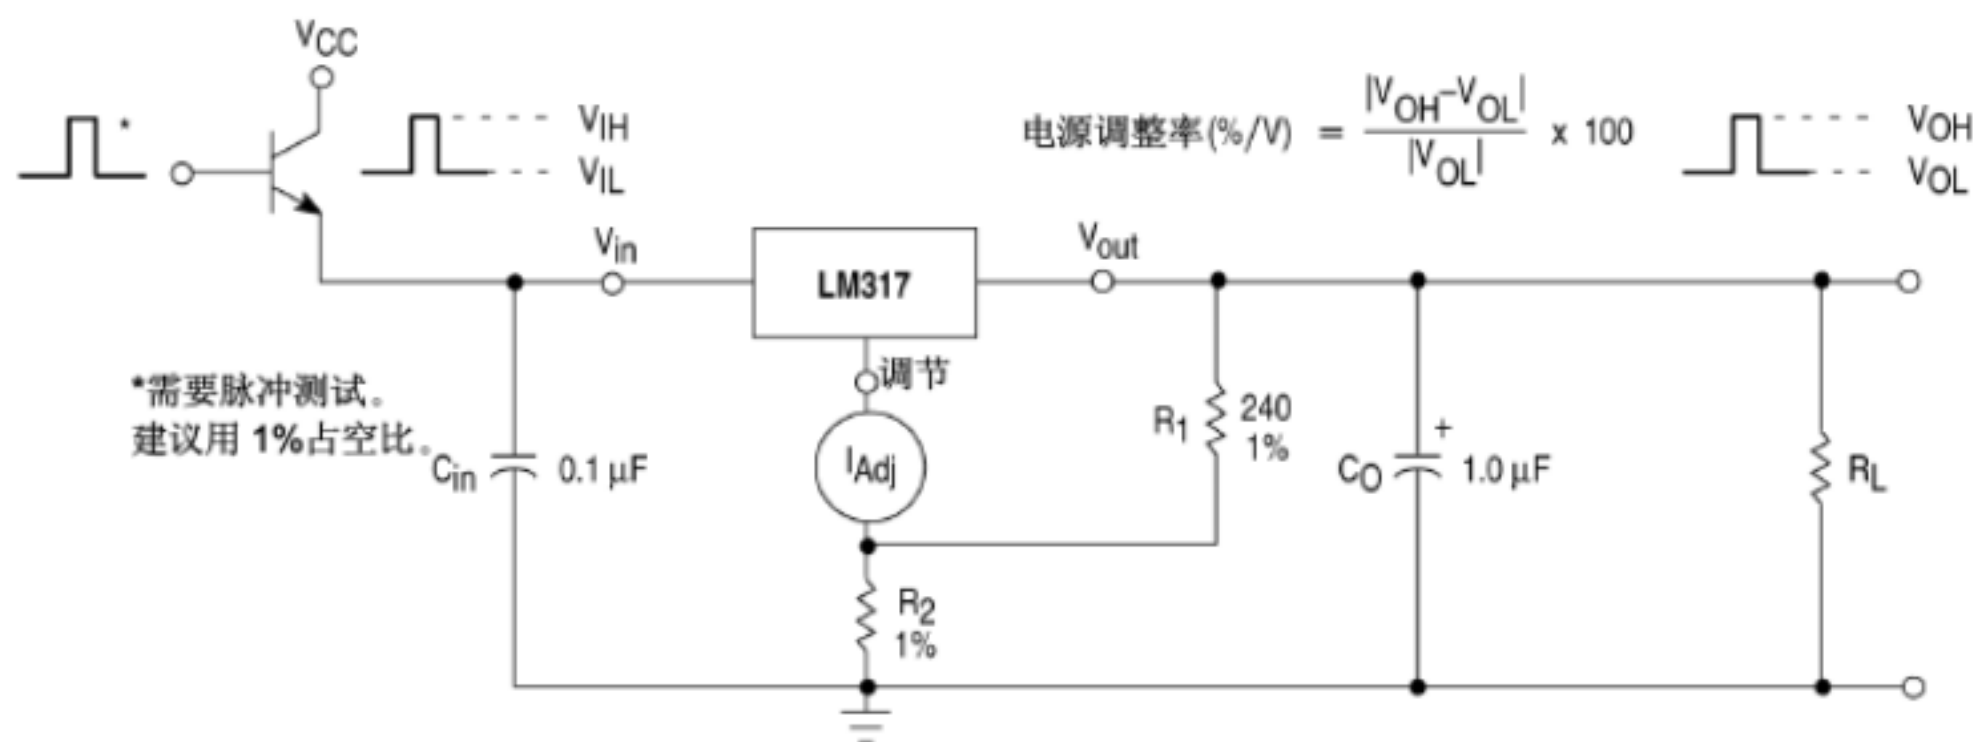 VCC
*
VIH
VIL
电源调整率(%/V) = |VOH-VOL| / |VOL| x 100
VOH
VOL
Vin
LM317
Vout
调节
*需要脉冲测试。
建议用 1%占空比。
Cin
0.1 μF
IAdj
R1
240
1%
+
CO
1.0 μF
RL
R2
1%